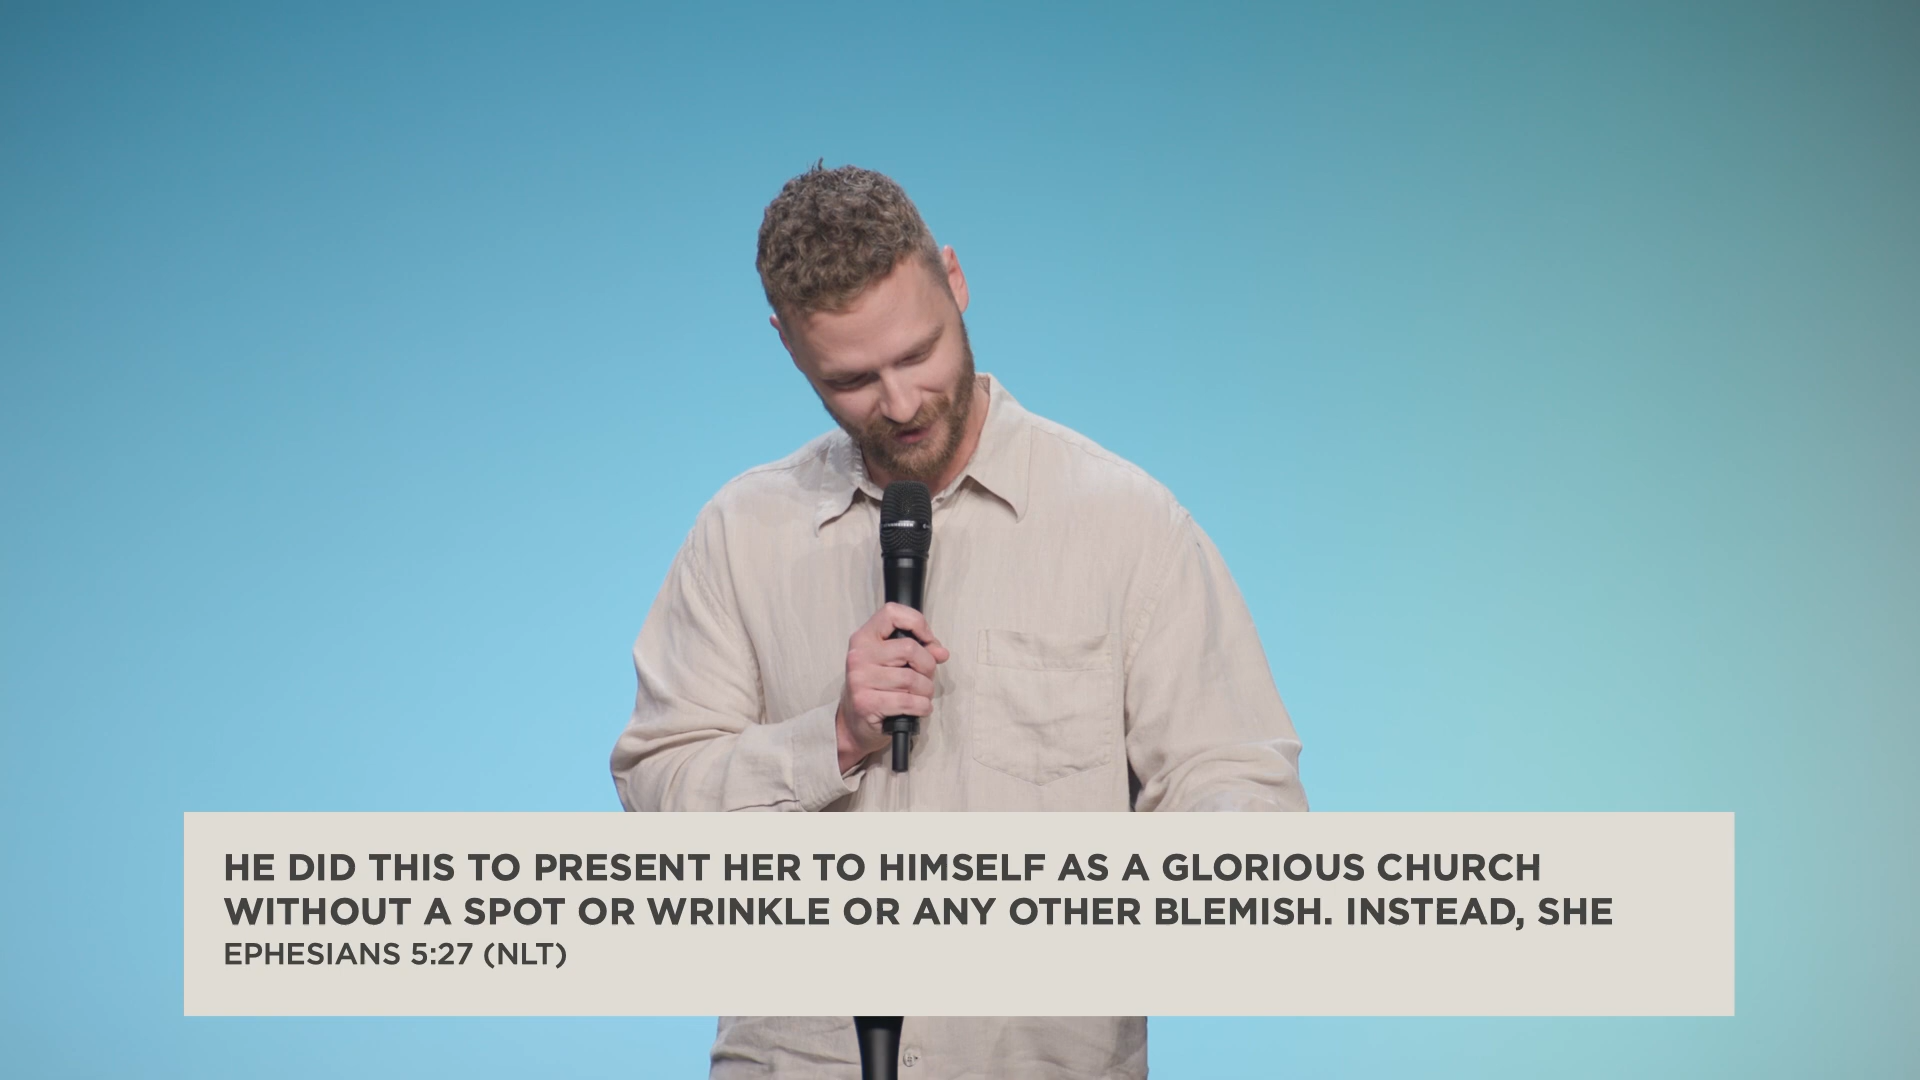 HE DID THIS TO PRESENT HER TO HIMSELF AS A GLORIOUS CHURCH
WITHOUT A SPOT OR WRINKLE OR ANY OTHER BLEMISH. INSTEAD, SHE
EPHESIANS 5:27 (NLT)